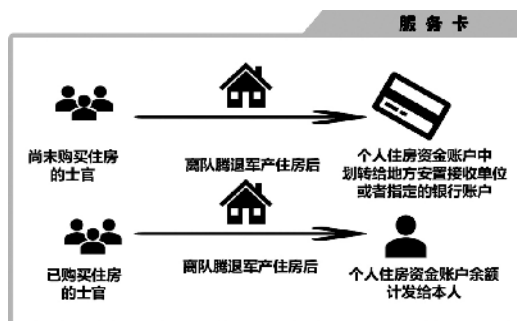 服务卡
尚未购买住房
的士官
离队腾退军产住房后
个人住房资金账户中
划转给地方安置接收单位
或者指定的银行账户
已购买住房
的士官
离队腾退军产住房后
个人住房资金账户余额
计发给本人